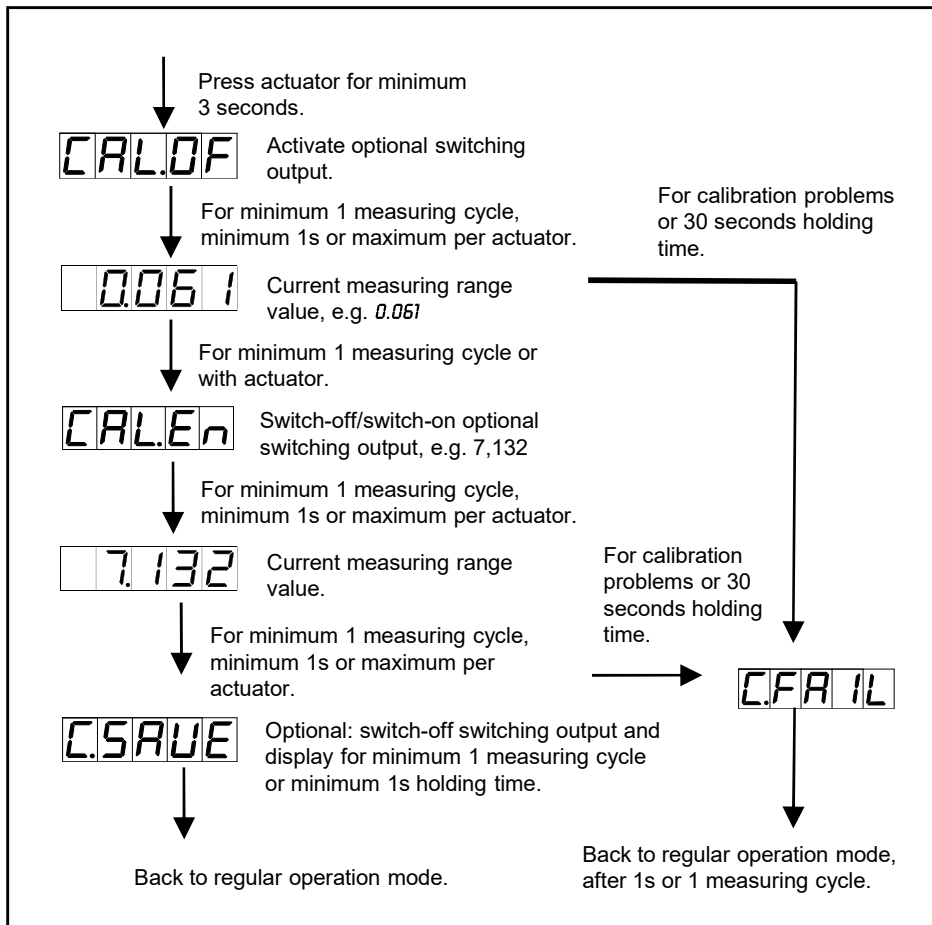 Press actuator for minimum
3 seconds.
CAL.OF
Activate optional switching
output.
For minimum 1 measuring cycle,
minimum 1s or maximum per actuator.
For calibration problems
or 30 seconds holding
time.
0.061
Current measuring range
value, e.g. 0.061
For minimum 1 measuring cycle or
with actuator.
CAL.En
Switch-off/switch-on optional
switching output, e.g. 7,132
For minimum 1 measuring cycle,
minimum 1s or maximum per actuator.
7.132
Current measuring range
value.
For calibration
problems or 30
seconds holding
time.
For minimum 1 measuring cycle,
minimum 1s or maximum per
actuator.
C.FAIL
C.SAVE
Optional: switch-off switching output and
display for minimum 1 measuring cycle
or minimum 1s holding time.
Back to regular operation mode.
Back to regular operation mode,
after 1s or 1 measuring cycle.